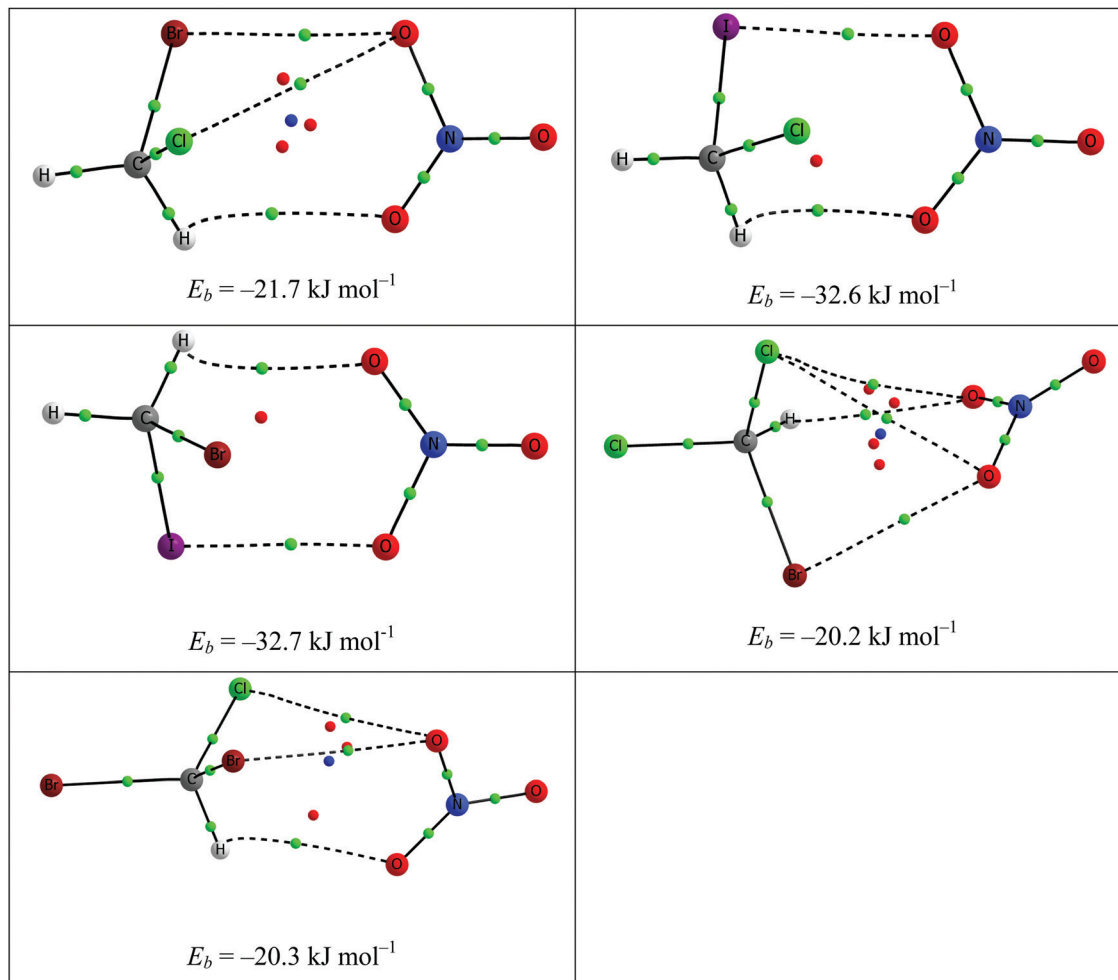 Br O
Cl
C N O
H
H O
E_b = –21.7 kJ mol⁻¹
I O
Cl
H C N O
H O
E_b = –32.6 kJ mol⁻¹
H
O
H C
Br N O
I O
E_b = –32.7 kJ mol⁻¹
Cl O
O N
H
Cl C
O
Br
E_b = –20.2 kJ mol⁻¹
Cl
O
Br
Br C O
N
H O
E_b = –20.3 kJ mol⁻¹